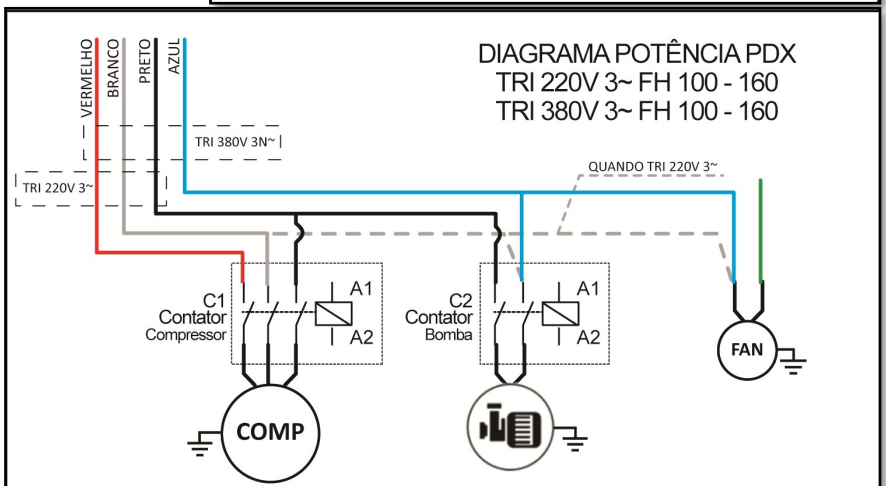 VERMELHO
BRANCO
PRETO
AZUL
DIAGRAMA POTÊNCIA PDX
TRI 220V 3~ FH 100 - 160
TRI 380V 3~ FH 100 - 160
TRI 380V 3N~
TRI 220V 3~
QUANDO TRI 220V 3~
C1
Contator
Compressor
A1
A2
C2
Contator
Bomba
A1
A2
FAN
COMP